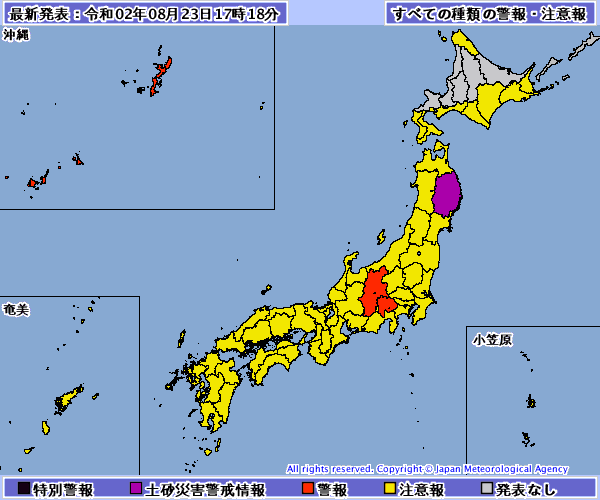 最新発表：令和02年08月23日17時18分
すべての種類の警報・注意報
沖縄
奄美
小笠原
All rights reserved. Copyright © Japan Meteorological Agency
特別警報 土砂災害警戒情報 警報 注意報 発表なし